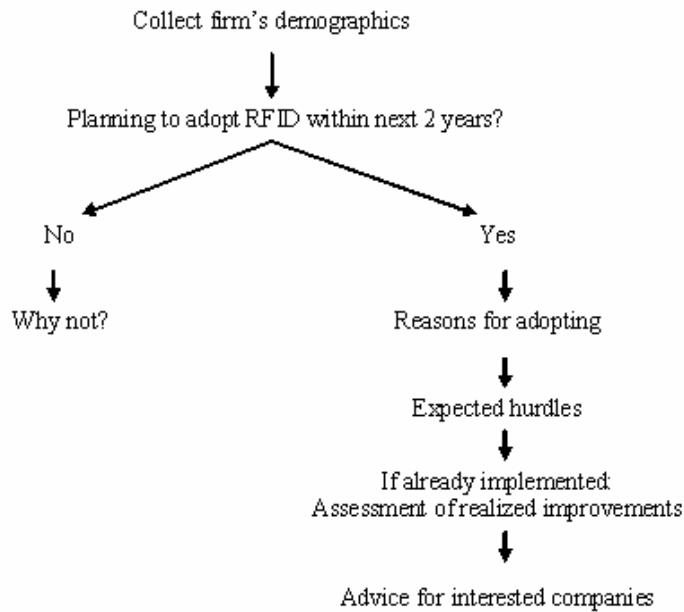 Collect firm's demographics
Planning to adopt RFID within next 2 years?
No
Yes
Why not?
Reasons for adopting
Expected hurdles
If already implemented:
Assessment of realized improvements
Advice for interested companies